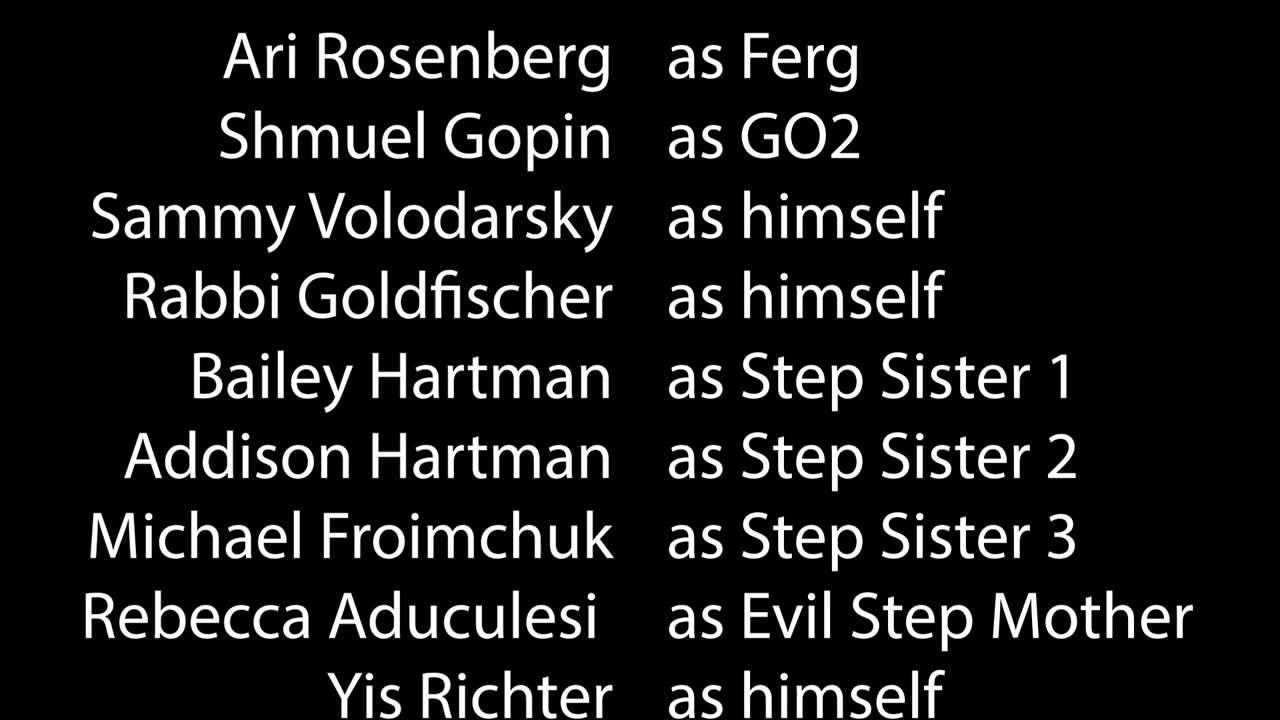 Ari Rosenberg as Ferg
Shmuel Gopin as GO2
Sammy Volodarsky as himself
Rabbi Goldfischer as himself
Bailey Hartman as Step Sister 1
Addison Hartman as Step Sister 2
Michael Froimchuk as Step Sister 3
Rebecca Aduculesi as Evil Step Mother
Yis Richter as himself